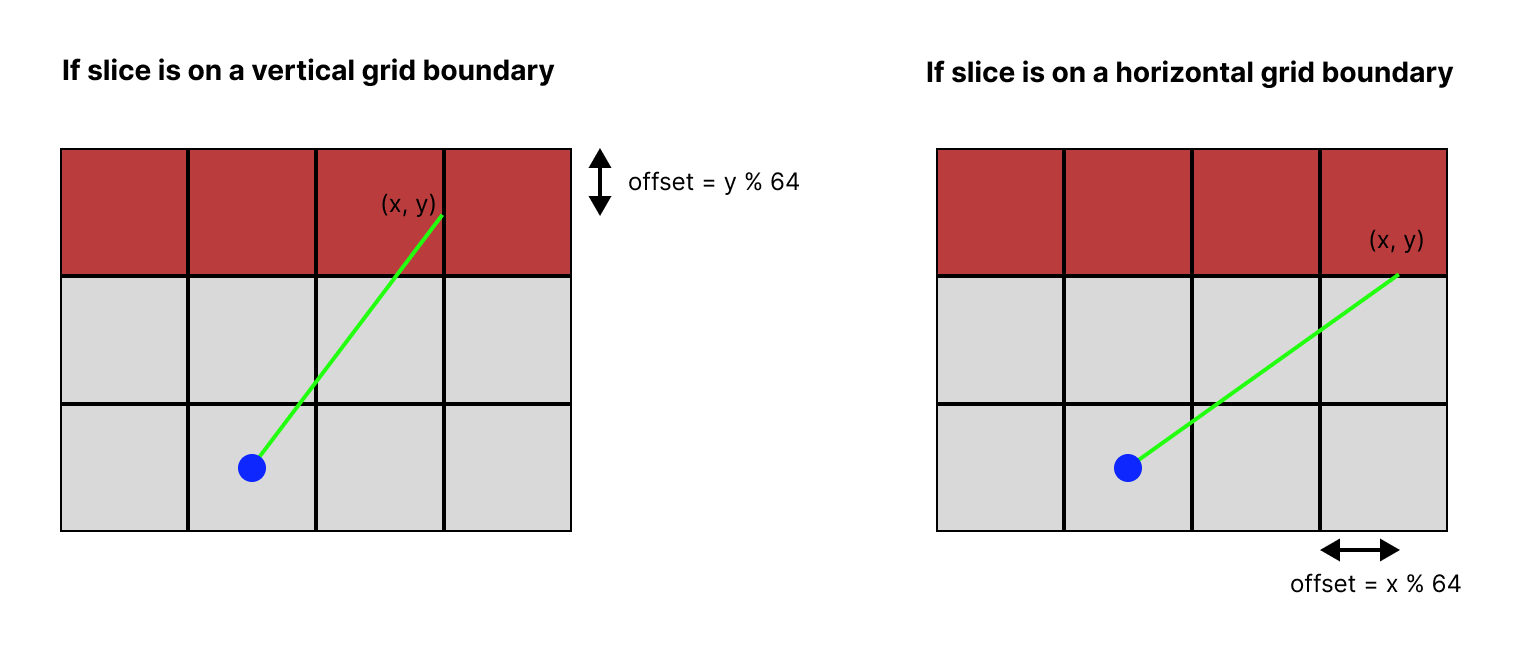 If slice is on a vertical grid boundary
If slice is on a horizontal grid boundary
(x, y)
offset = y % 64
(x, y)
offset = x % 64